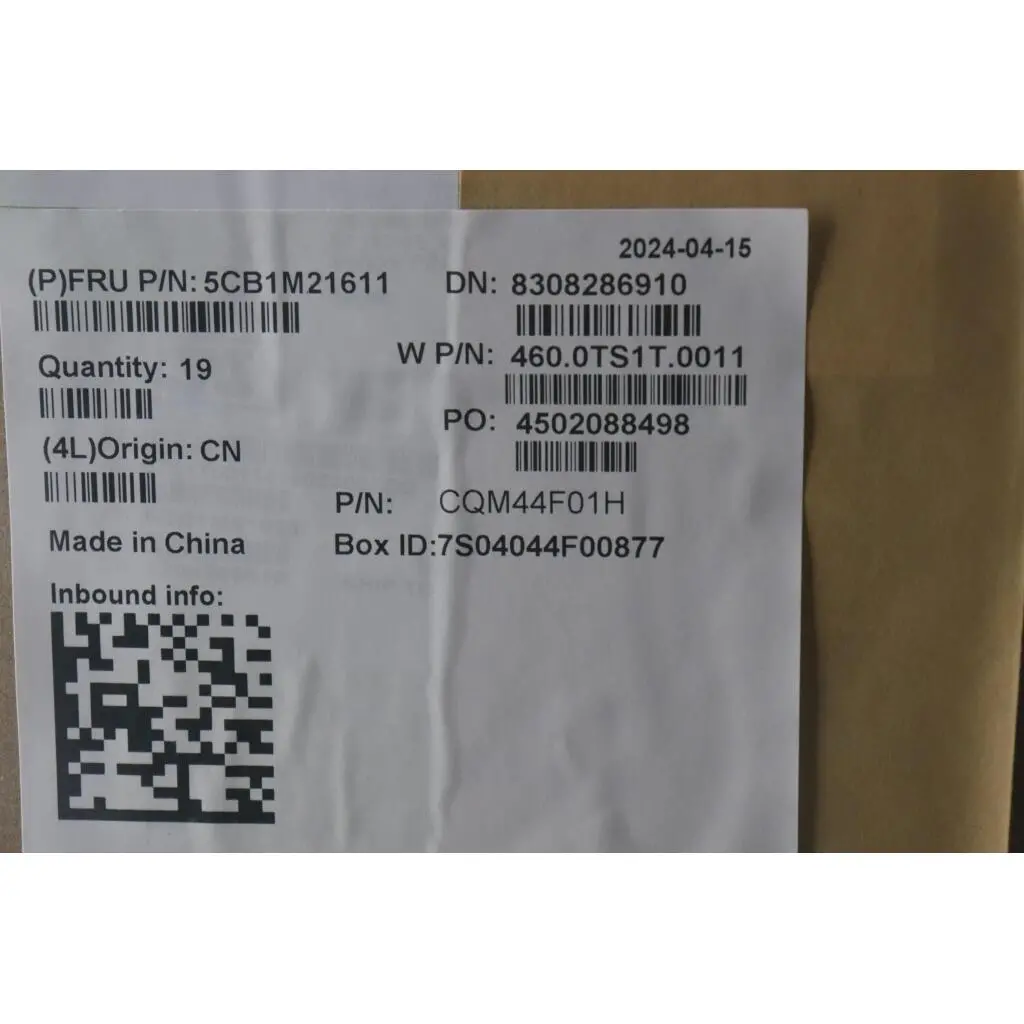 2024-04-15
(P)FRU P/N: 5CB1M21611 DN: 8308286910
Quantity: 19 W P/N: 460.0TS1T.0011
PO: 4502088498
(4L)Origin: CN
P/N: CQM44F01H
Made in China Box ID:7S04044F00877
Inbound info: